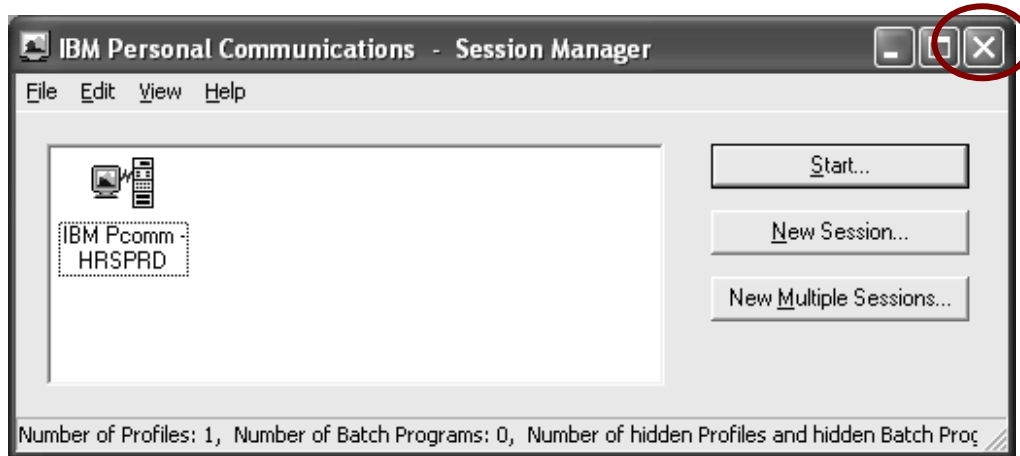 IBM Personal Communications - Session Manager
File Edit View Help
IBM Pcomm -
HRSPRD
Start...
New Session...
New Multiple Sessions...
Number of Profiles: 1, Number of Batch Programs: 0, Number of hidden Profiles and hidden Batch Prog